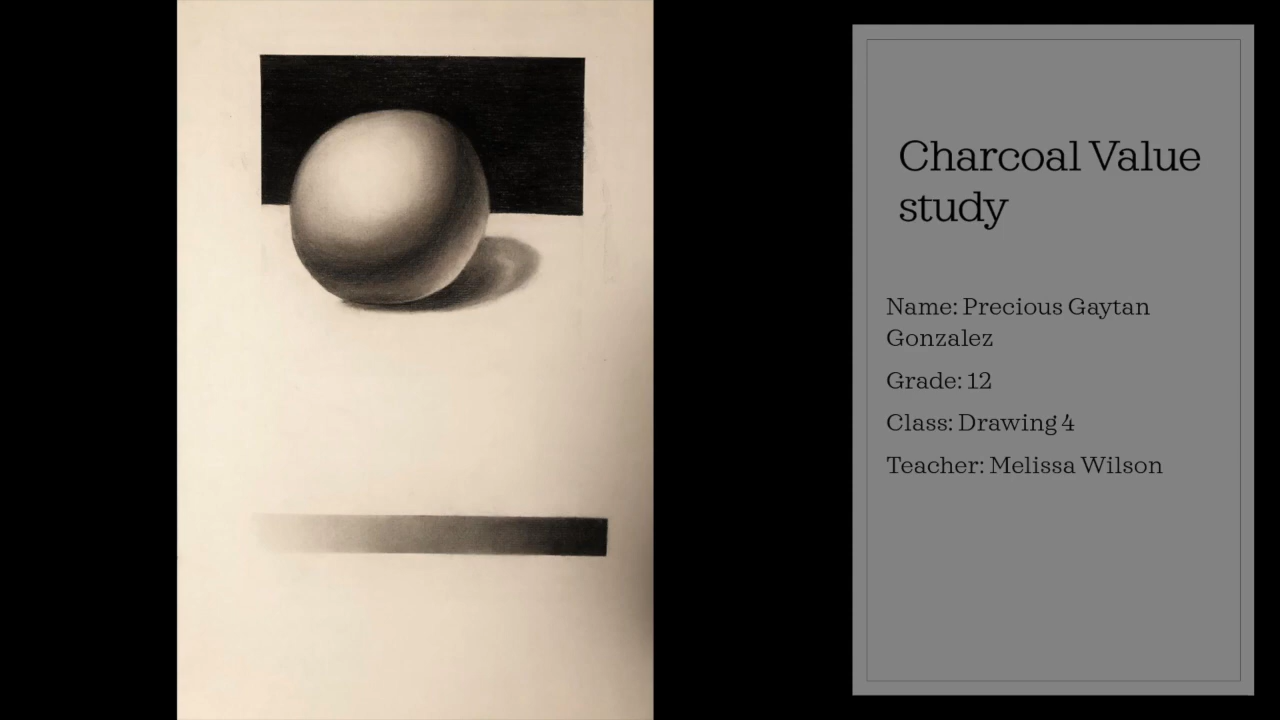 Charcoal Value
study
Name: Precious Gaytan
Gonzalez
Grade: 12
Class: Drawing 4
Teacher: Melissa Wilson